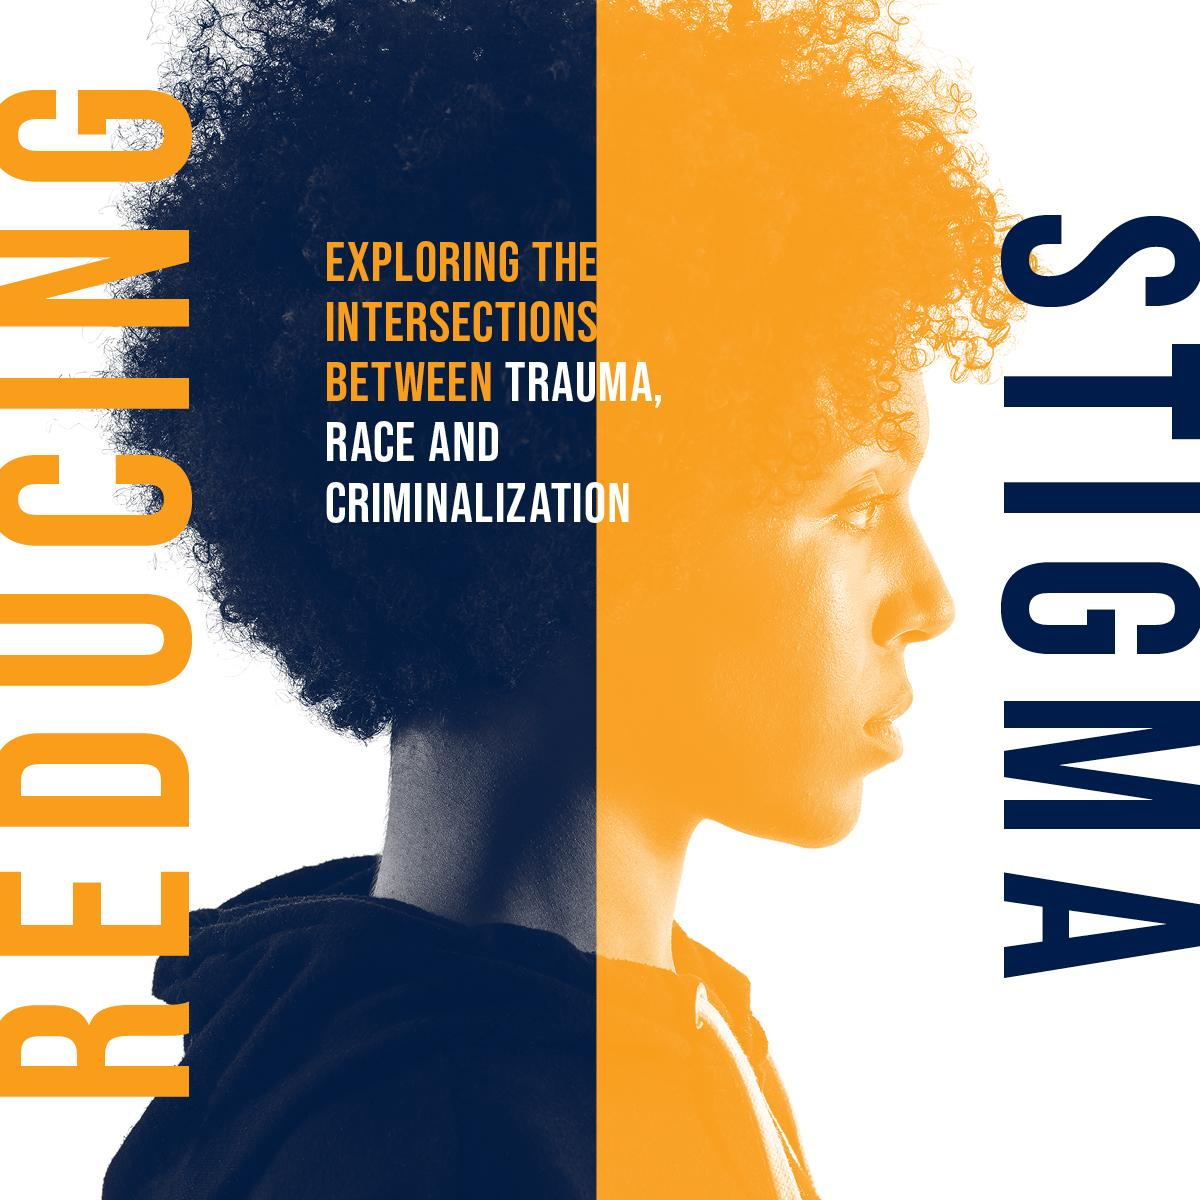 REDUCING
EXPLORING THE
INTERSECTIONS
BETWEEN TRAUMA,
RACE AND
CRIMINALIZATION
STIGMA